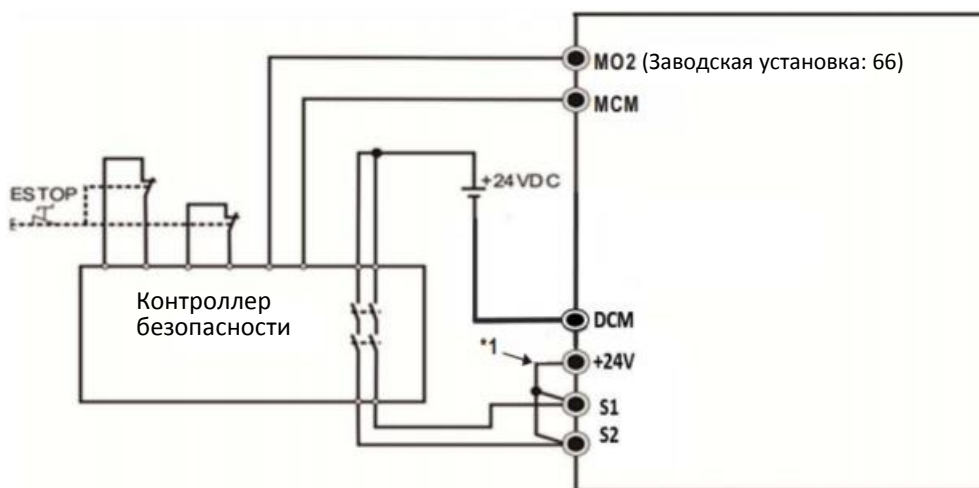 MO2 (Заводская установка: 66)
MCM
ESTOP
+24VDC
Контроллер
безопасности
DCM
*1
+24V
S1
S2